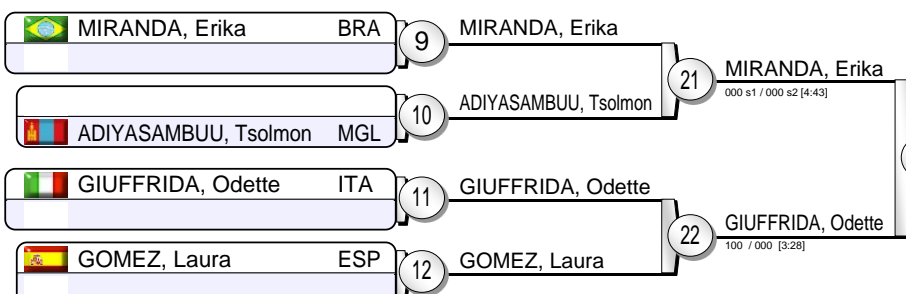 MIRANDA, Erika BRA 9 MIRANDA, Erika
21 MIRANDA, Erika
000 s1 / 000 s2 [4:43]
ADIYASAMBUU, Tsolmon MGL 10 ADIYASAMBUU, Tsolmon
GIUFFRIDA, Odette ITA 11 GIUFFRIDA, Odette
22 GIUFFRIDA, Odette
100 / 000 [3:28]
GOMEZ, Laura ESP 12 GOMEZ, Laura